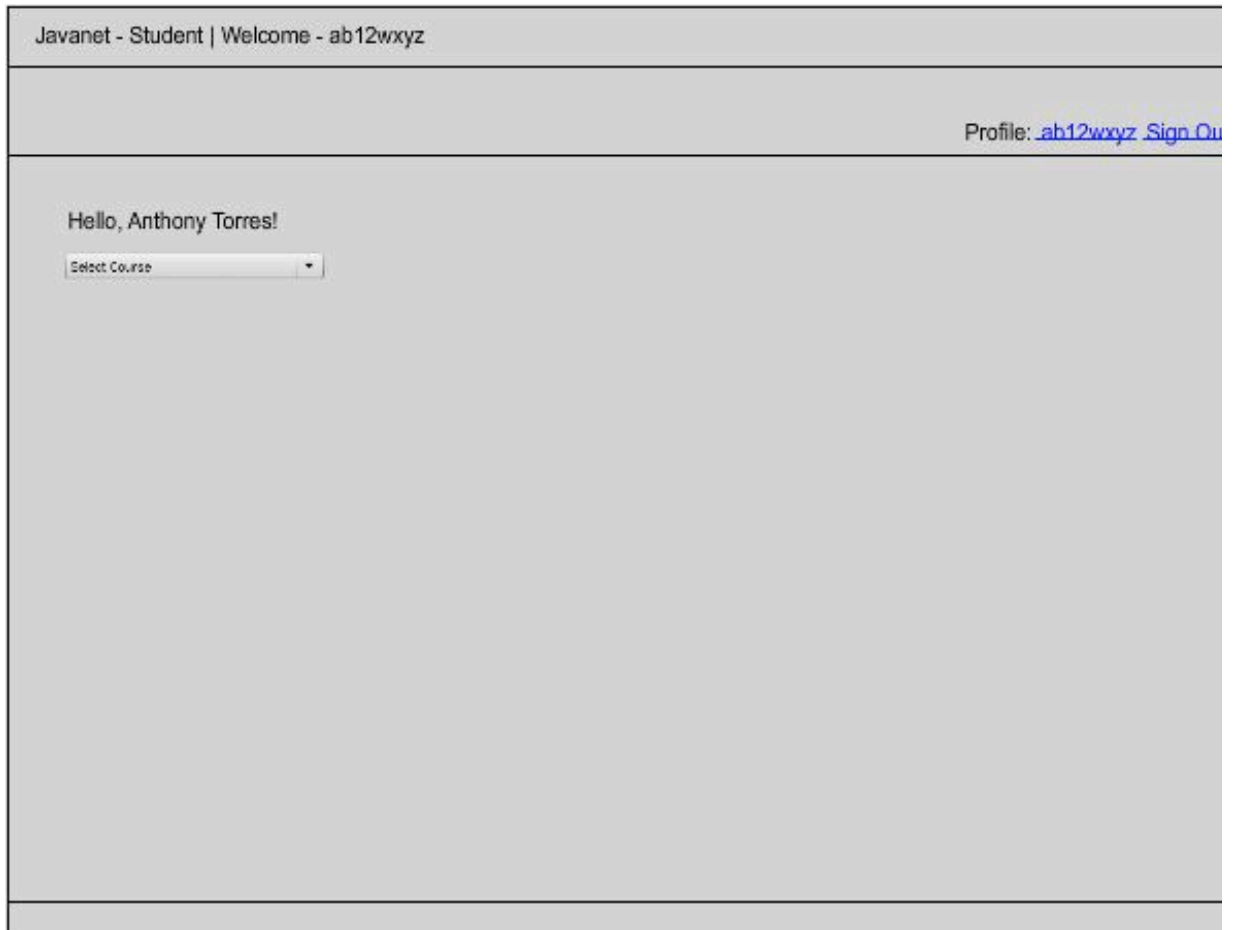 Javanet - Student | Welcome - ab12wxyz
Profile: ab12wxyz Sign Ou
Hello, Anthony Torres!
Select Course